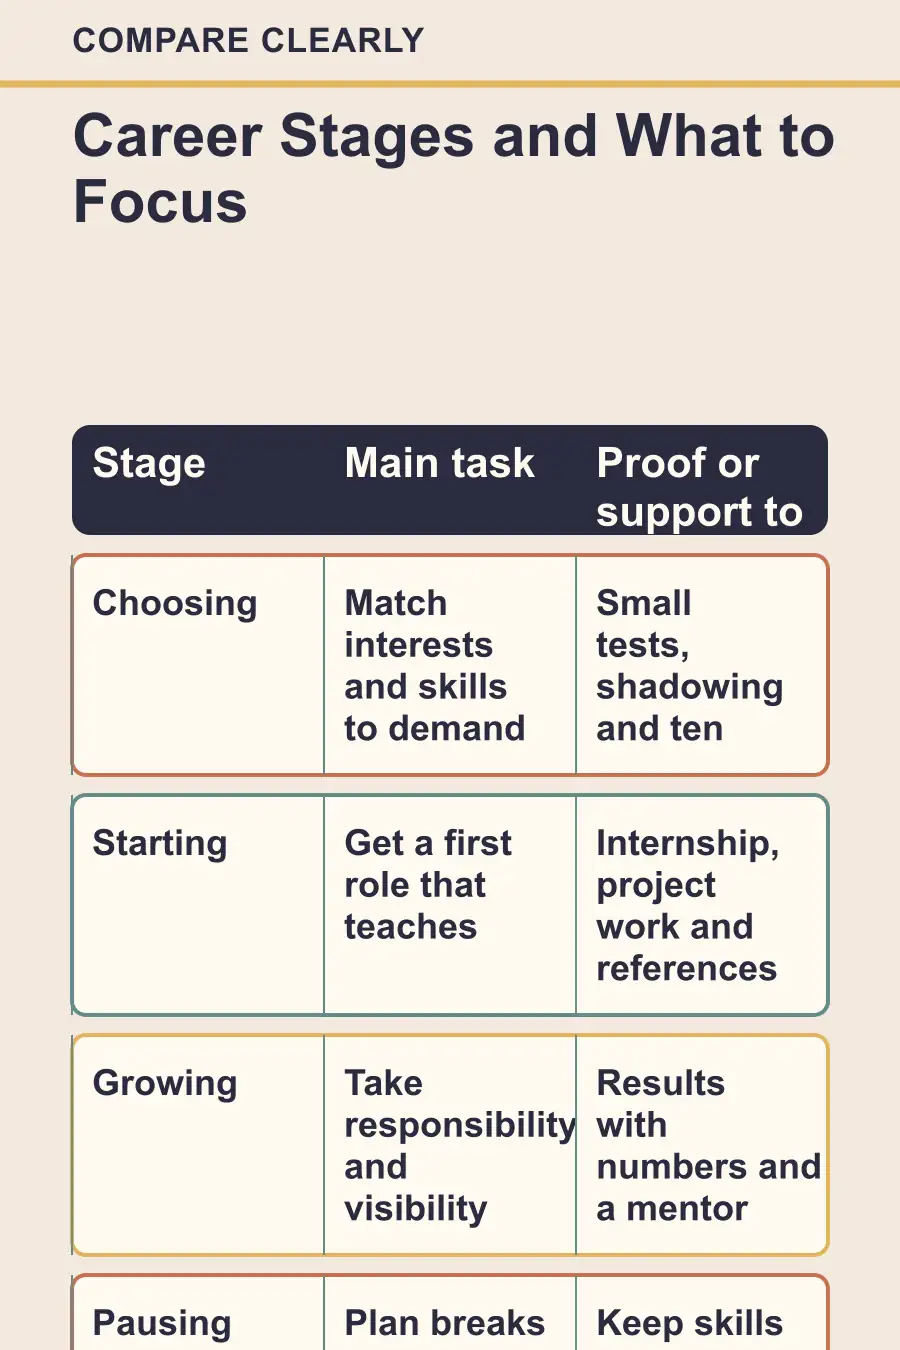 COMPARE CLEARLY
Career Stages and What to
Focus
Stage
Main task
Proof or
support to
Choosing
Match
interests
and skills
to demand
Small
tests,
shadowing
and ten
Starting
Get a first
role that
teaches
Internship,
project
work and
references
Growing
Take
responsibility
and
visibility
Results
with
numbers and
a mentor
Pausing
Plan breaks
Keep skills